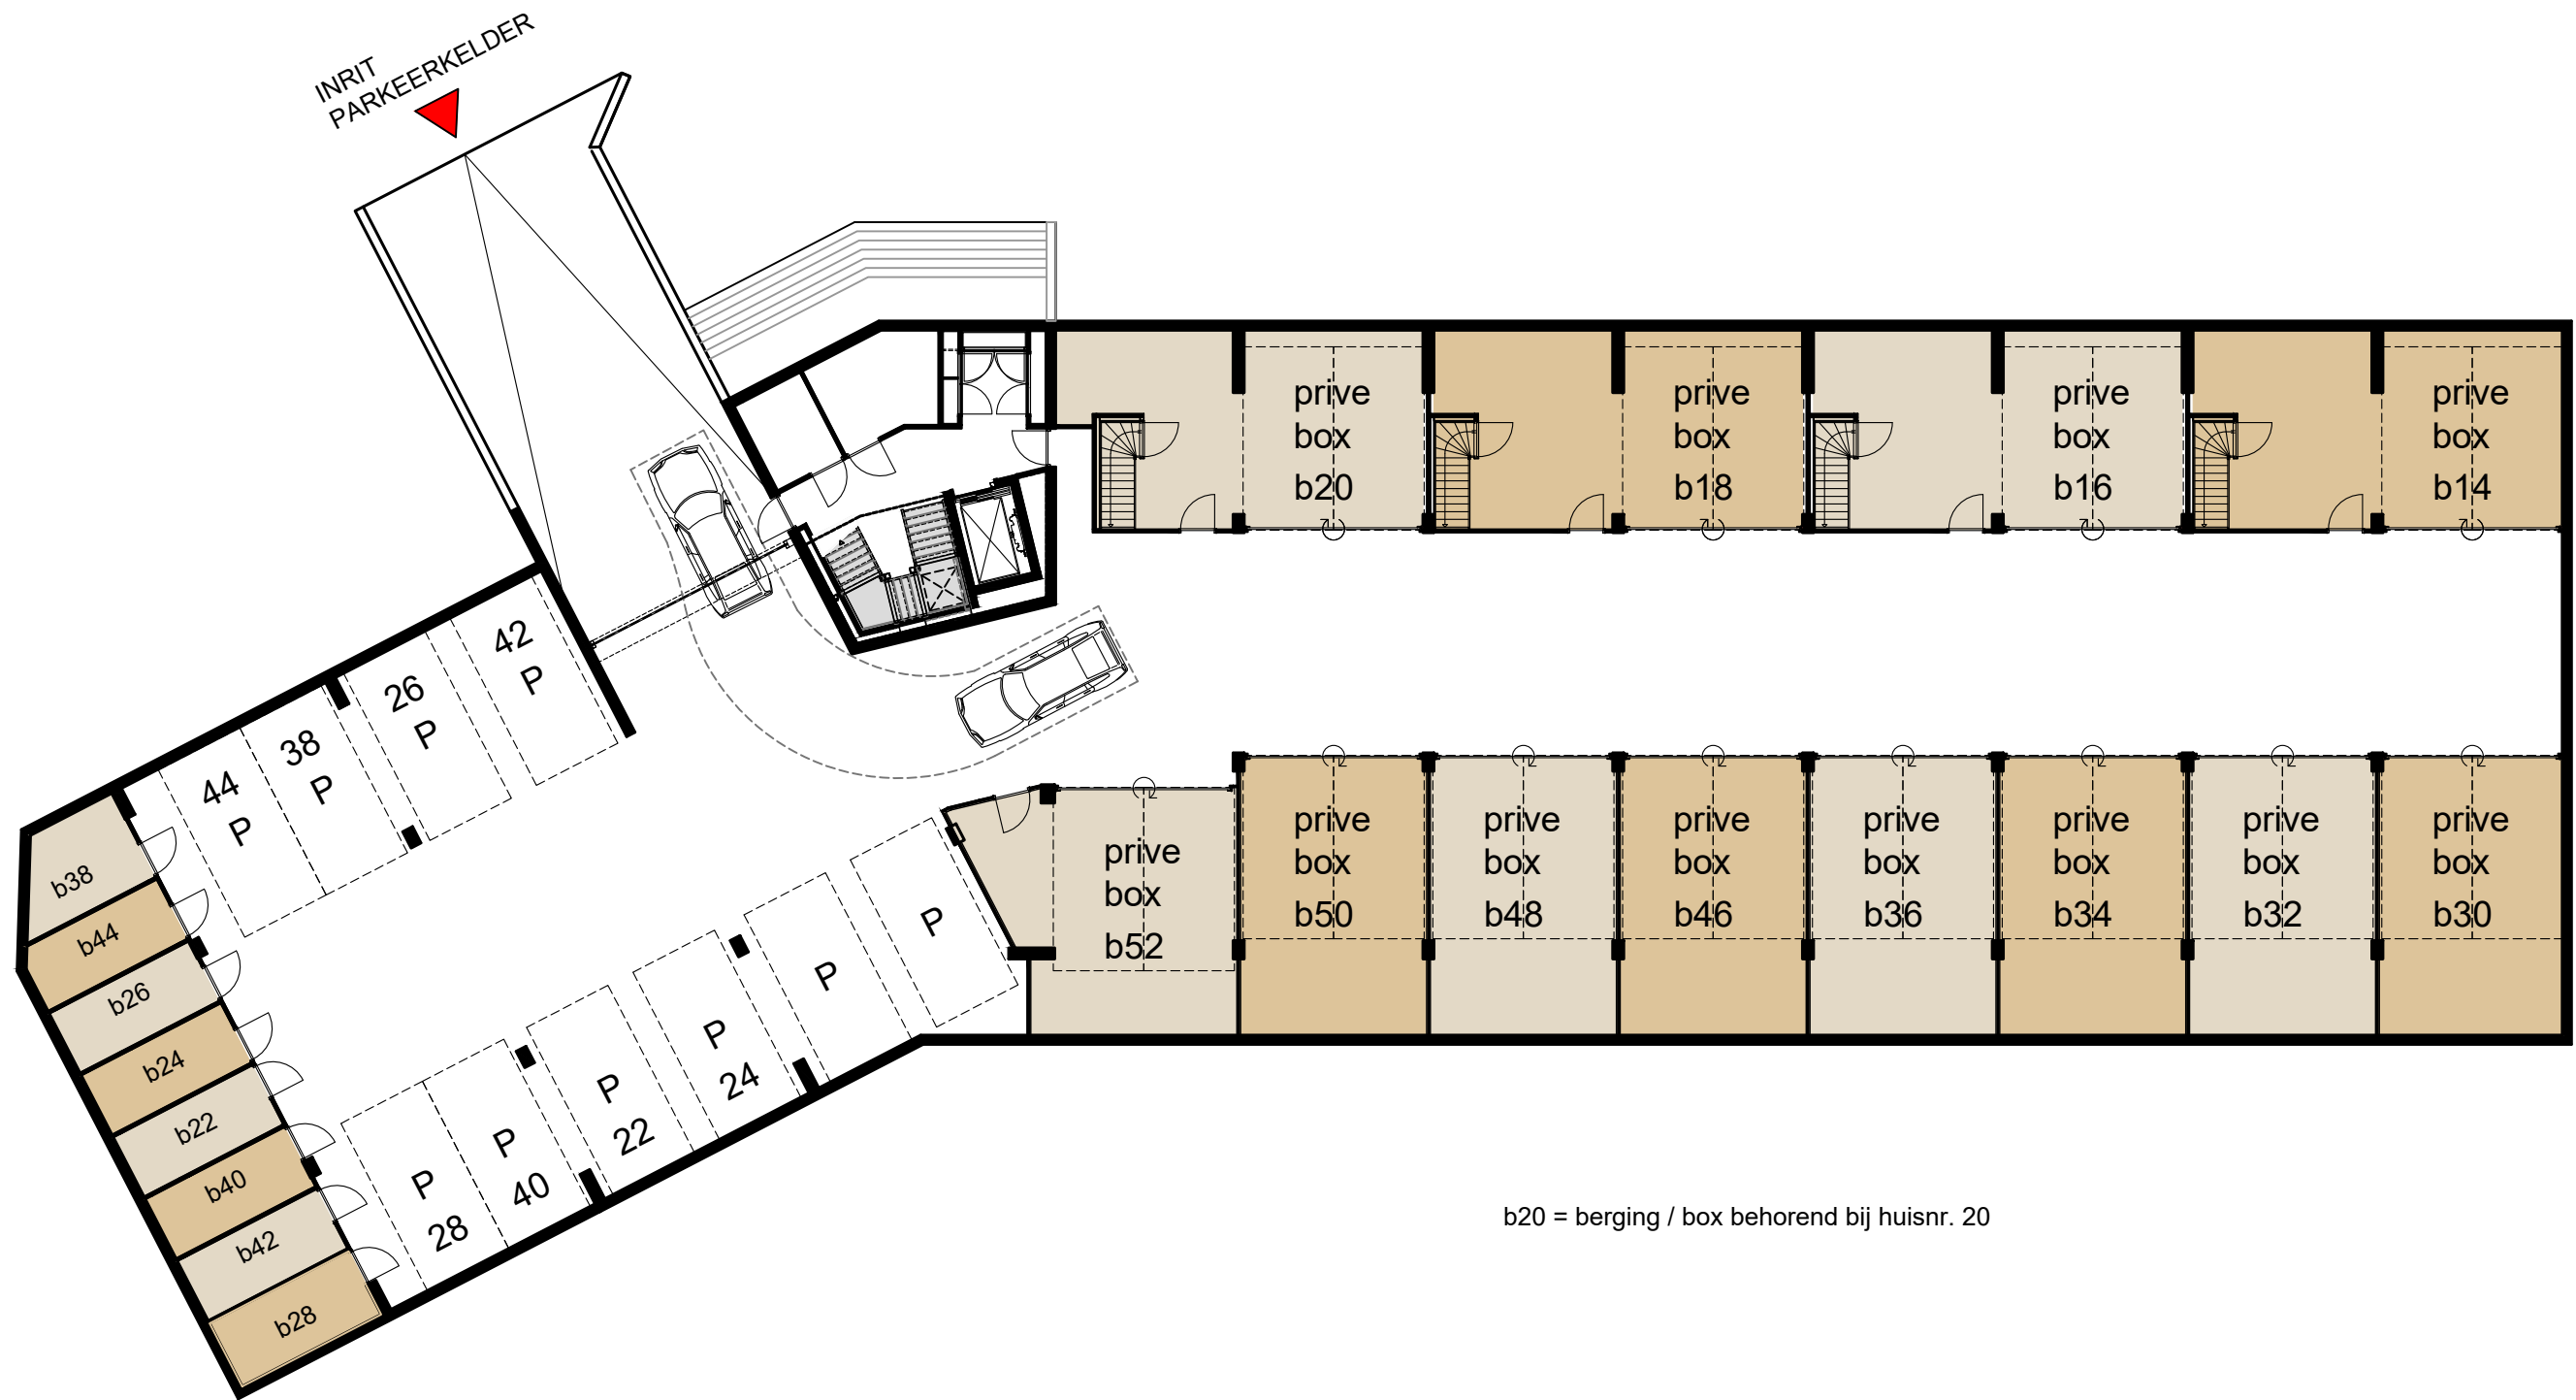 INRIT
PARKEERKELDER
prive
box
b20
prive
box
b18
prive
box
b16
prive
box
b14
42
P
26
P
38
P
44
P
b38
b44
b26
b24
b22
b40
b42
b28
P
28
P
40
P
22
P
24
P
P
prive
box
b52
prive
box
b50
prive
box
b48
prive
box
b46
prive
box
b36
prive
box
b34
prive
box
b32
prive
box
b30
b20 = berging / box behorend bij huisnr. 20